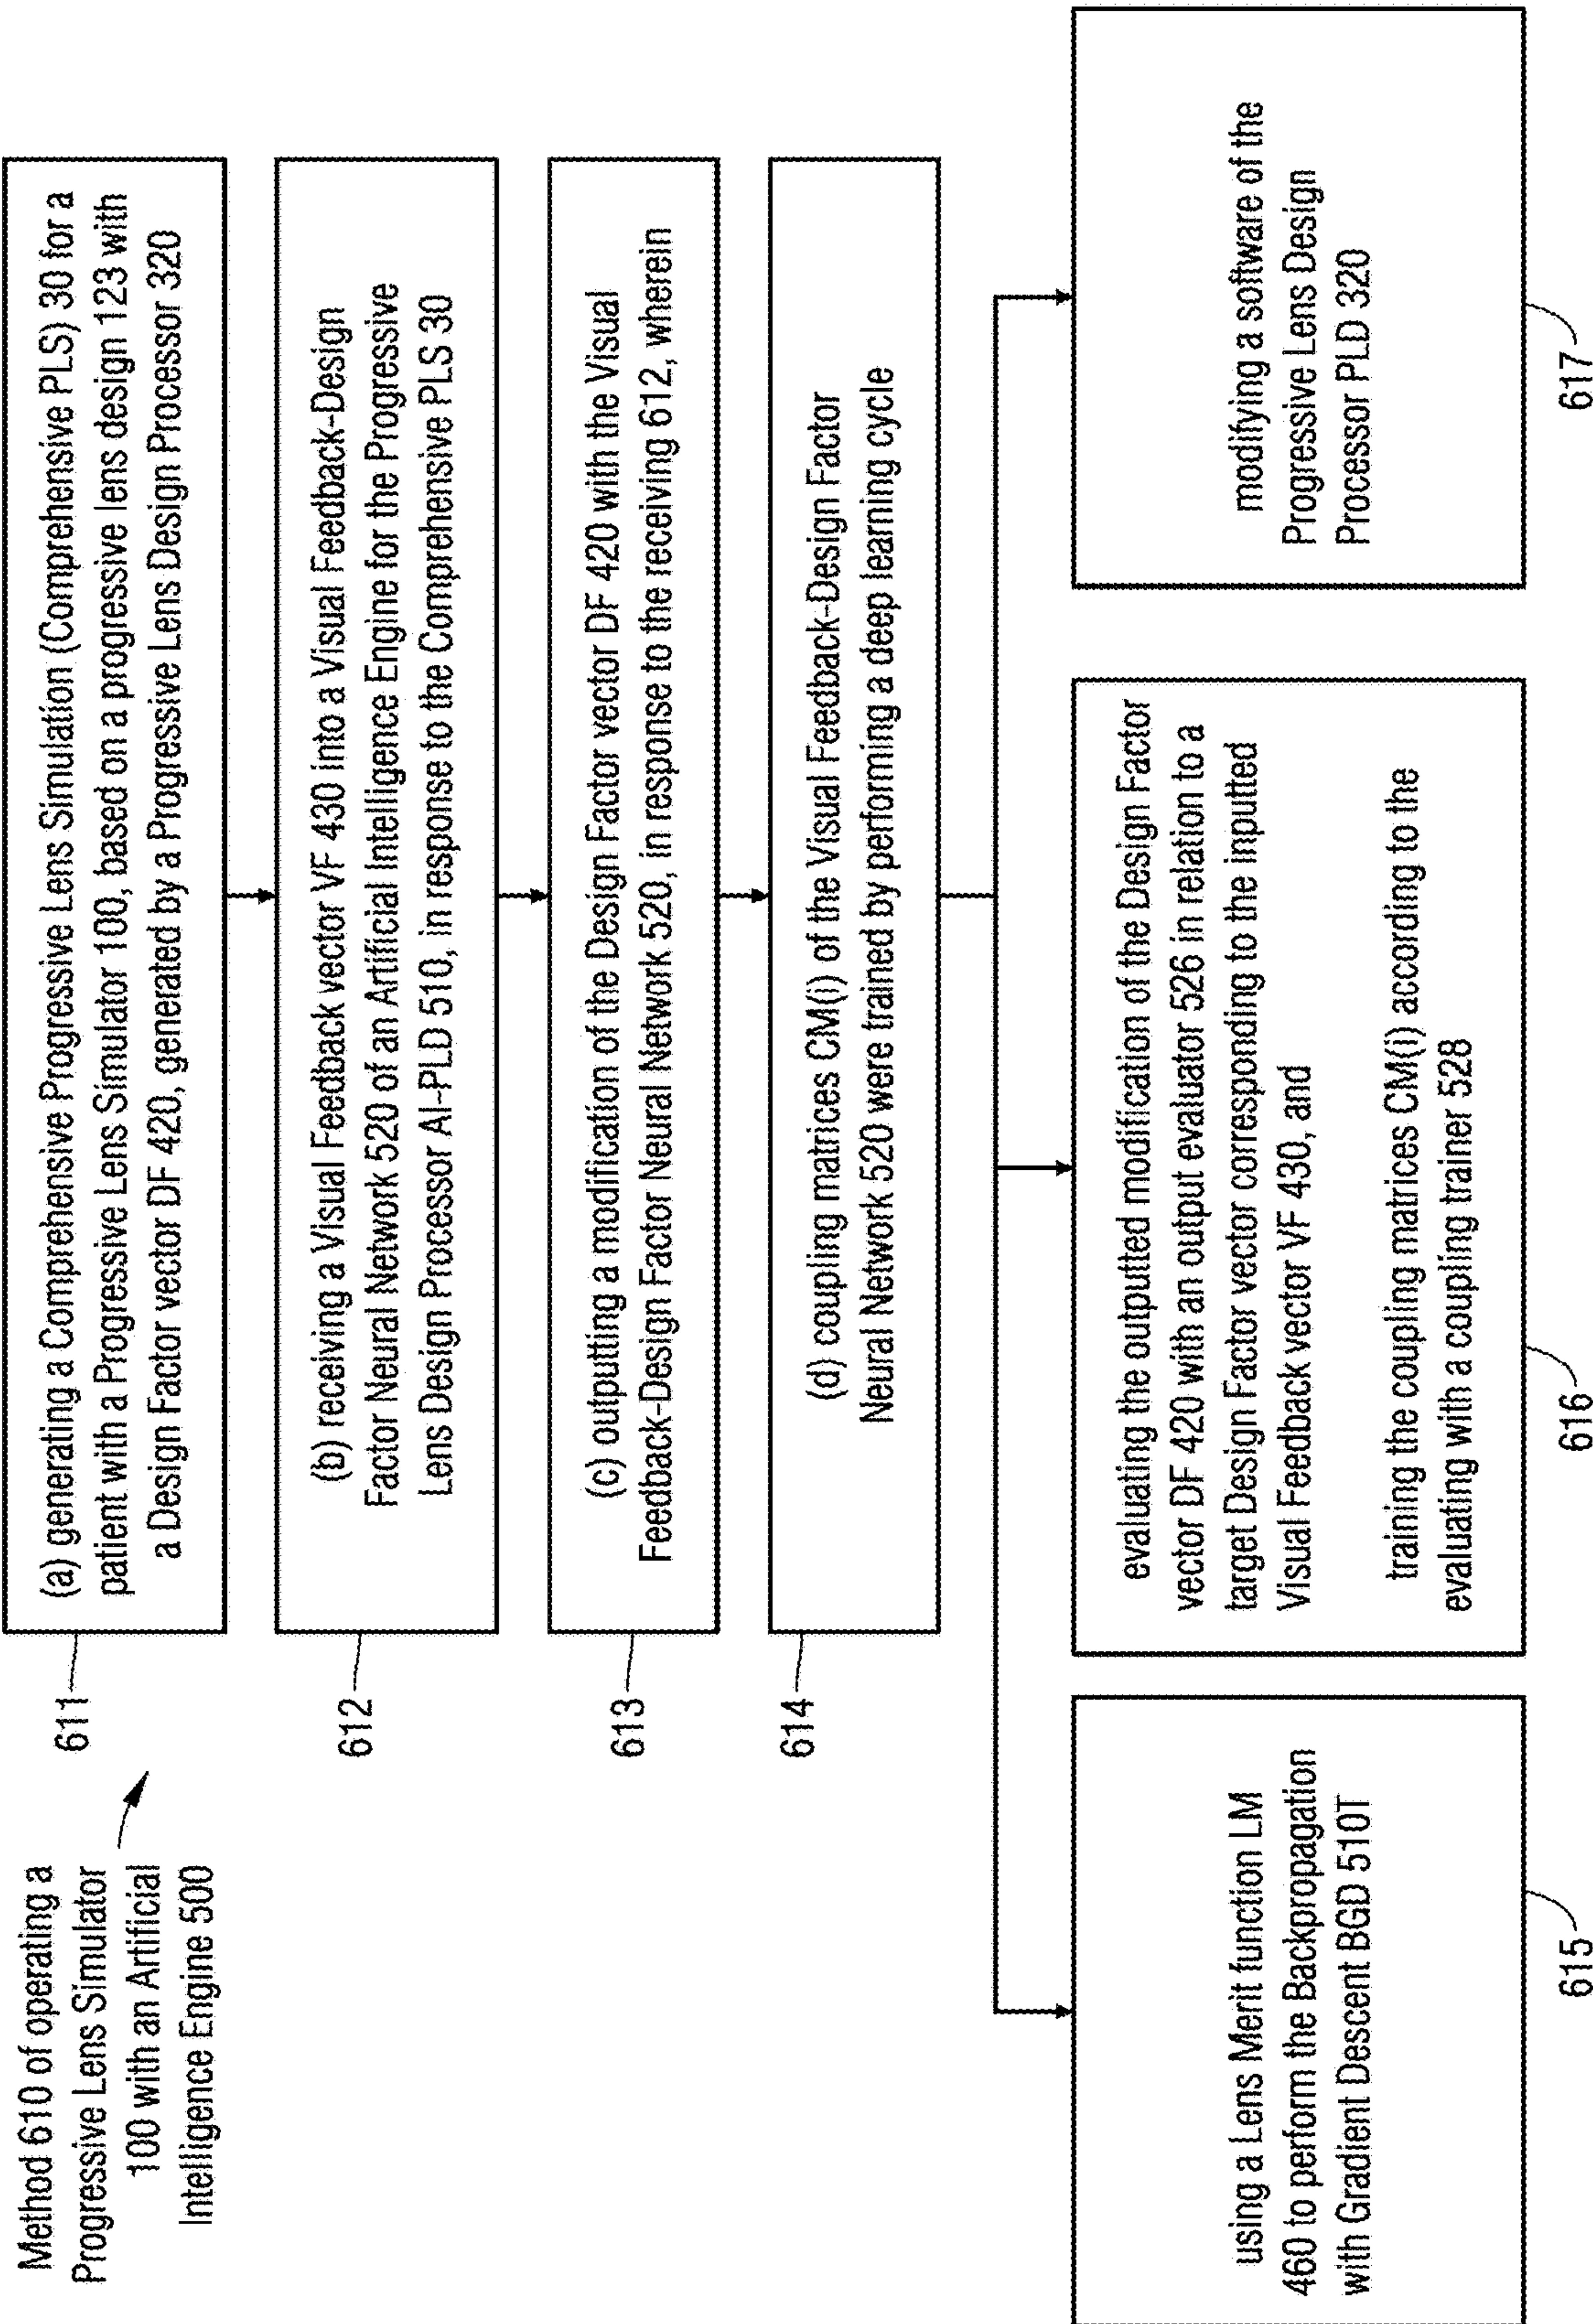 Method 610 of operating a
Progressive Lens Simulator
100 with an Artificial
Intelligence Engine 500
611
(a) generating a Comprehensive Progressive Lens Simulation (Comprehensive PLS) 30 for a
patient with a Progressive Lens Simulator 100, based on a progressive lens design 123 with
a Design Factor vector DF 420, generated by a Progressive Lens Design Processor 320
612
(b) receiving a Visual Feedback vector VF 430 into a Visual Feedback-Design
Factor Neural Network 520 of an Artificial Intelligence Engine for the Progressive
Lens Design Processor AI-PLD 510, in response to the Comprehensive PLS 30
613
(c) outputting a modification of the Design Factor vector DF 420 with the Visual
Feedback-Design Factor Neural Network 520, in response to the receiving 612, wherein
614
(d) coupling matrices CM(i) of the Visual Feedback-Design Factor
Neural Network 520 were trained by performing a deep learning cycle
using a Lens Merit function LM
460 to perform the Backpropagation
with Gradient Descent BGD 510T
615
evaluating the outputted modification of the Design Factor
vector DF 420 with an output evaluator 526 in relation to a
target Design Factor vector corresponding to the inputted
Visual Feedback vector VF 430, and
training the coupling matrices CM(i) according to the
evaluating with a coupling trainer 528
616
modifying a software of the
Progressive Lens Design
Processor PLD 320
617